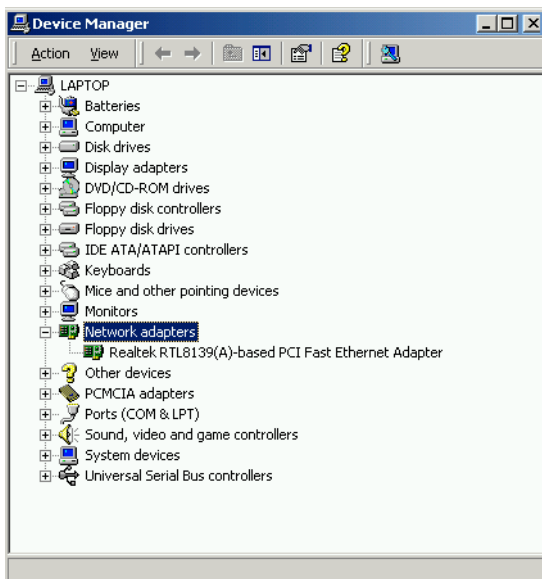 Device Manager
Action View
LAPTOP
Batteries
Computer
Disk drives
Display adapters
DVD/CD-ROM drives
Floppy disk controllers
Floppy disk drives
IDE ATA/ATAPI controllers
Keyboards
Mice and other pointing devices
Monitors
Network adapters
Realtek RTL8139(A)-based PCI Fast Ethernet Adapter
Other devices
PCMCIA adapters
Ports (COM & LPT)
Sound, video and game controllers
System devices
Universal Serial Bus controllers